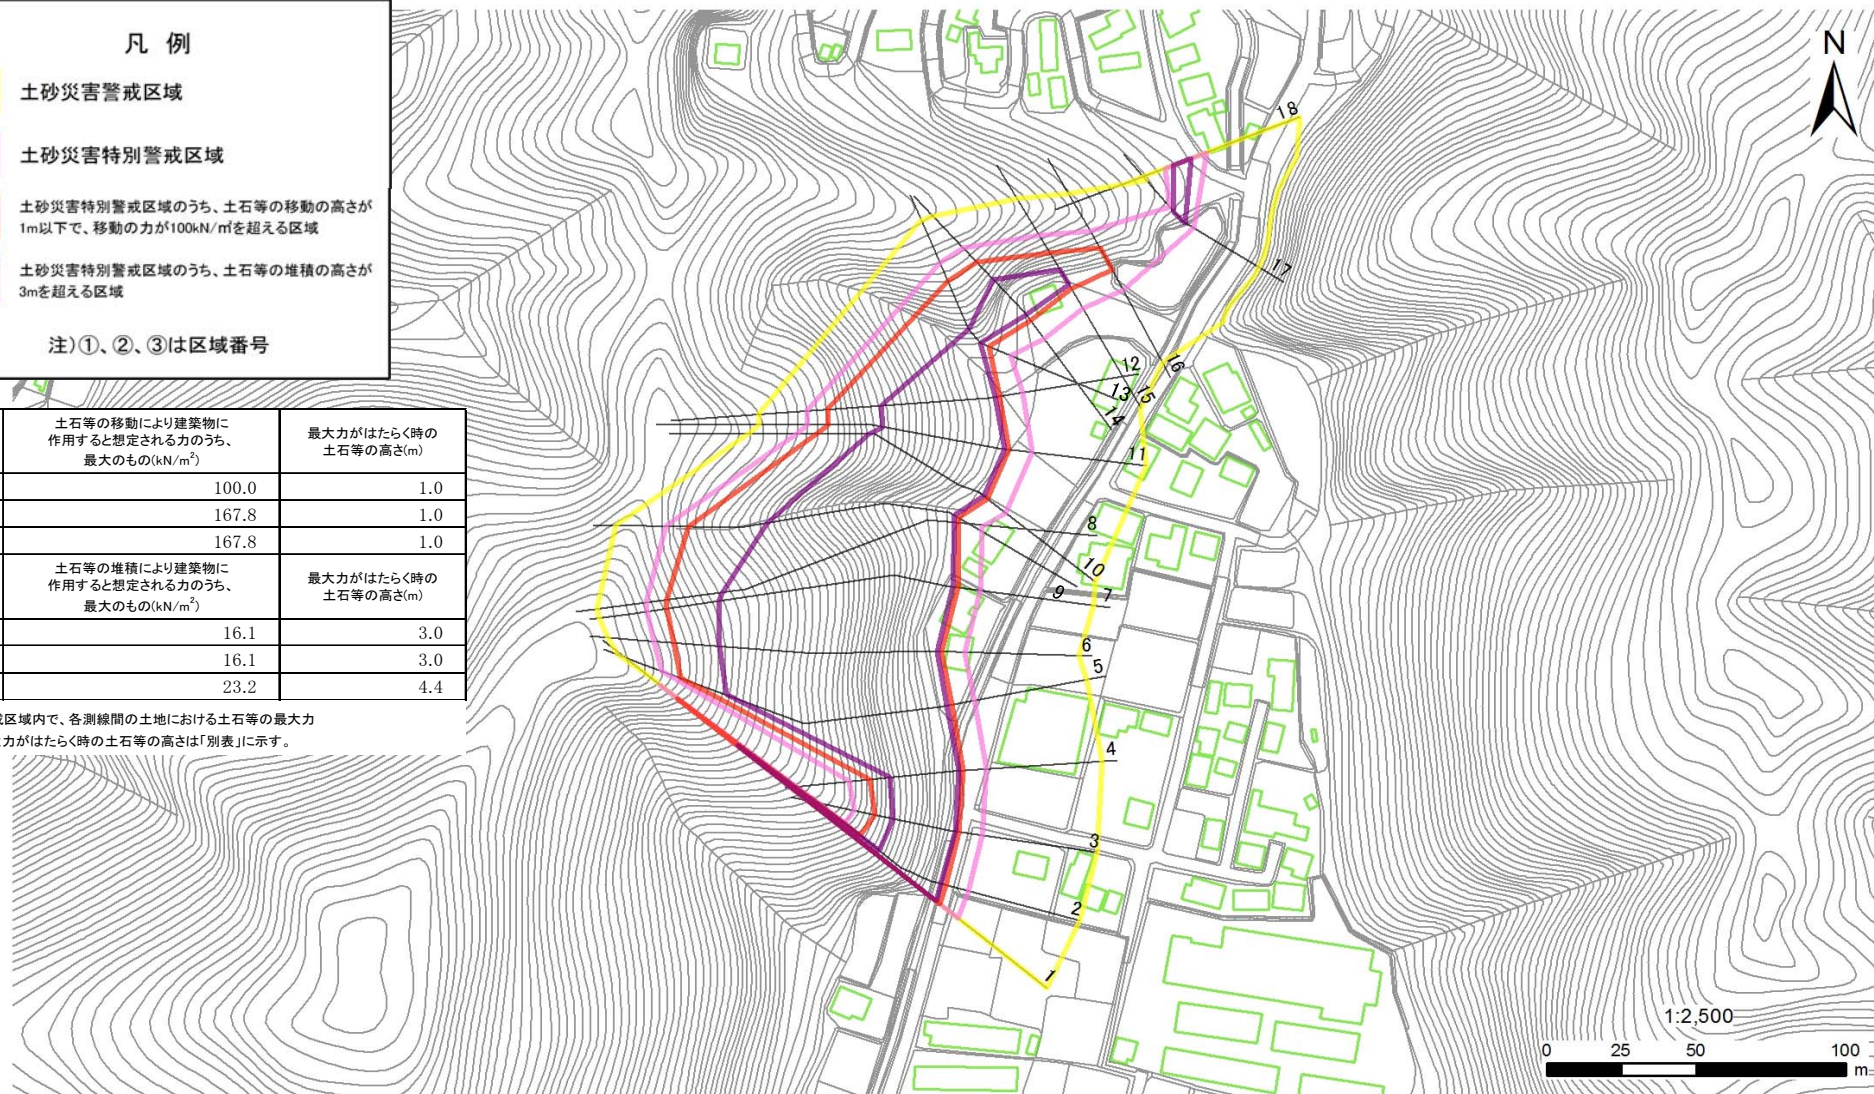 凡 例
土砂災害警戒区域
土砂災害特別警戒区域
土砂災害特別警戒区域のうち、土石等の移動の高さが
1m以下で、移動の力が100kN/㎡を超える区域
土砂災害特別警戒区域のうち、土石等の堆積の高さが
3mを超える区域
注)①、②、③は区域番号
土石等の移動により建築物に
作用すると想定される力のうち、
最大のもの(kN/m²)
最大力がはたらく時の
土石等の高さ(m)
100.0 1.0
167.8 1.0
167.8 1.0
土石等の堆積により建築物に
作用すると想定される力のうち、
最大のもの(kN/m²)
最大力がはたらく時の
土石等の高さ(m)
16.1 3.0
16.1 3.0
23.2 4.4
区域内で、各測線間の土地における土石等の最大力
力がはたらく時の土石等の高さは「別表」に示す。
N
18
17
16
12
13
15
14
11
8
10
9
7
6
5
4
3
2
1
1:2,500
0 25 50 100
m